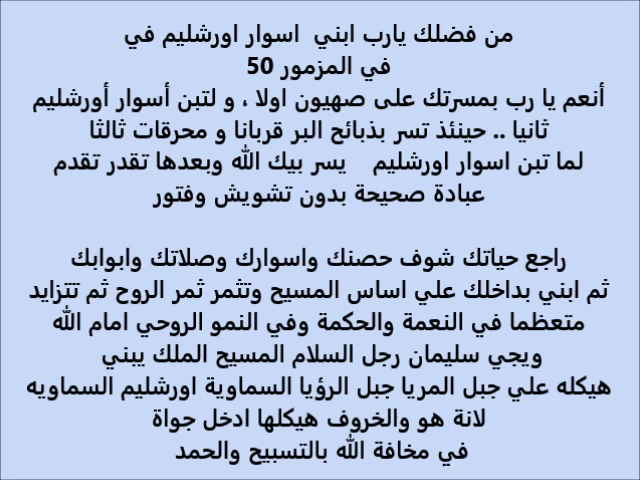 من فضلك يارب ابني  اسوار اورشليم في
في المزمور 50
أنعم يا رب بمسرتك على صهيون اولا ، و لتبن أسوار أورشليم
ثانيا .. حينئذ تسر بذبائح البر قربانا و محرقات ثالثا
لما تبن اسوار اورشليم    يسر بيك الله وبعدها تقدر تقدم
عبادة صحيحة بدون تشويش وفتور
راجع حياتك شوف حصنك واسوارك وصلاتك وابوابك
ثم ابني بداخلك علي اساس المسيح وتثمر ثمر الروح ثم تتزايد
متعظما في النعمة والحكمة وفي النمو الروحي امام الله
ويجي سليمان رجل السلام المسيح الملك يبني
هيكله علي جبل المريا جبل الرؤيا السماوية اورشليم السماويه
لانة هو والخروف هيكلها ادخل جواة
في مخافة الله بالتسبيح والحمد